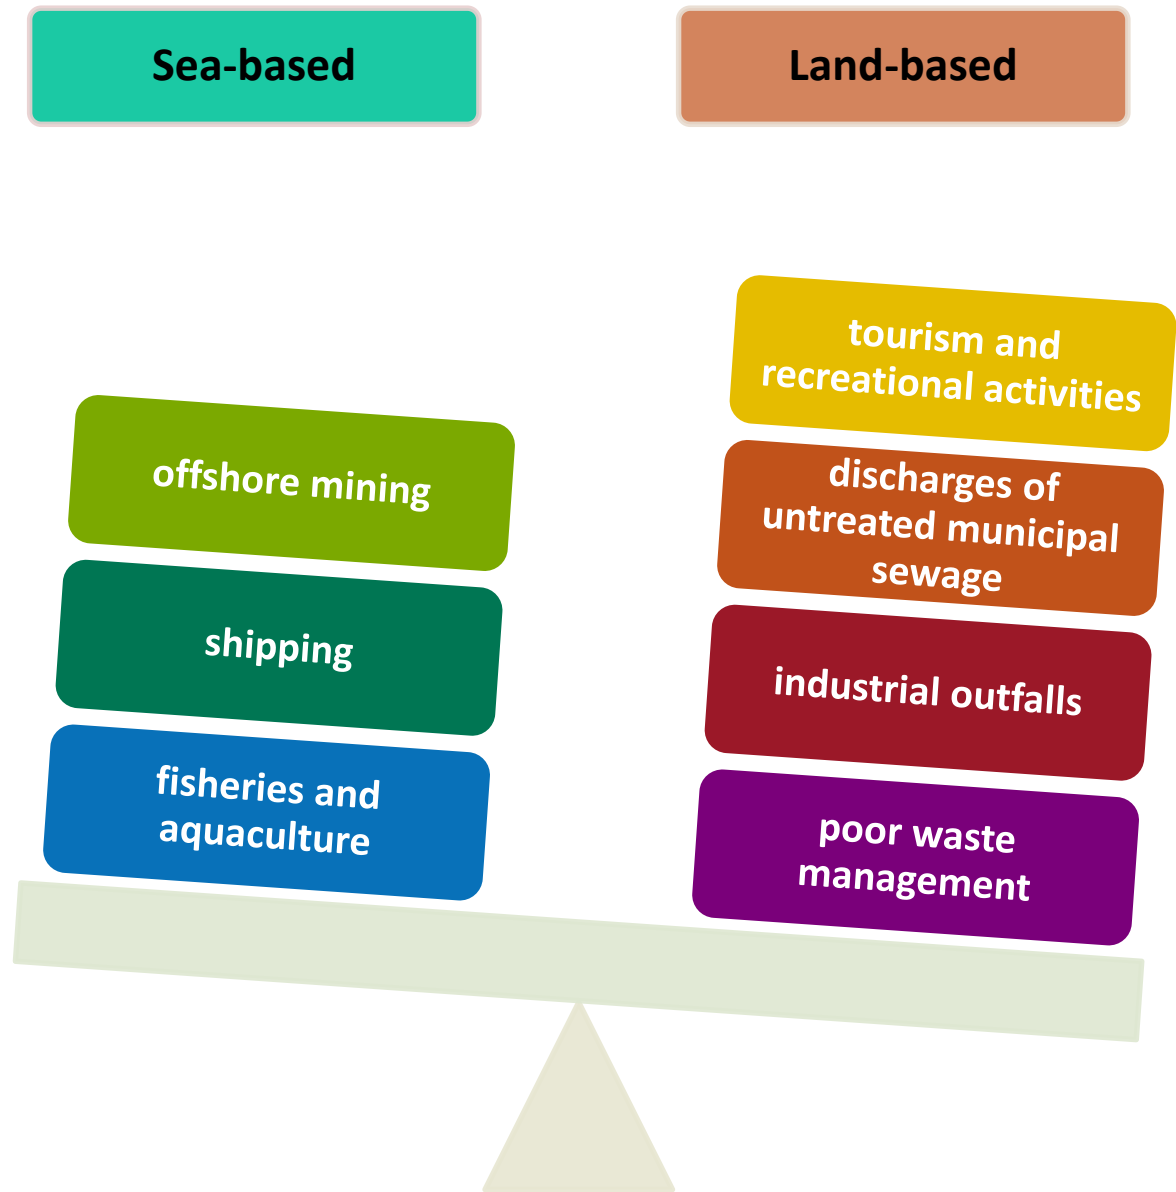 Sea-based
Land-based
offshore mining
shipping
fisheries and
aquaculture
tourism and
recreational activities
discharges of
untreated municipal
sewage
industrial outfalls
poor waste
management